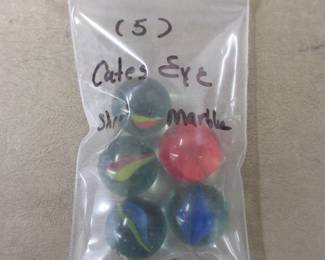 (5)
Cates Eye
Marble